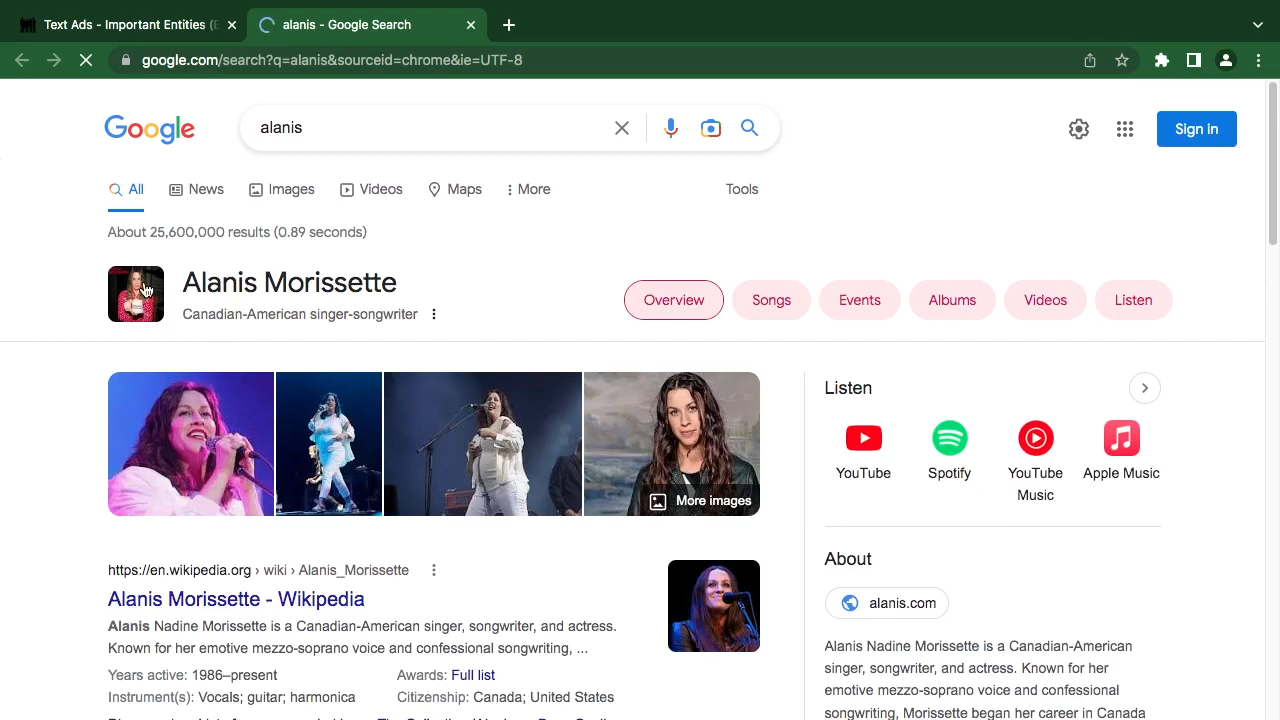 Text Ads - Important Entities (
alanis - Google Search
google.com/search?q=alanis&sourceid=chrome&ie=UTF-8
Google
alanis
Sign in
All
News
Images
Videos
Maps
More
Tools
About 25,600,000 results (0.89 seconds)
Alanis Morissette
Canadian-American singer-songwriter
Overview
Songs
Events
Albums
Videos
Listen
More images
Listen
YouTube
Spotify
YouTube Music
Apple Music
About
alanis.com
Alanis Nadine Morissette is a Canadian-American
singer, songwriter, and actress. Known for her
emotive mezzo-soprano voice and confessional
songwriting, Morissette began her career in Canada
https://en.wikipedia.org › wiki › Alanis_Morissette
Alanis Morissette - Wikipedia
Alanis Nadine Morissette is a Canadian-American singer, songwriter, and actress.
Known for her emotive mezzo-soprano voice and confessional songwriting, ...
Years active: 1986–present
Awards: Full list
Instrument(s): Vocals; guitar; harmonica
Citizenship: Canada; United States